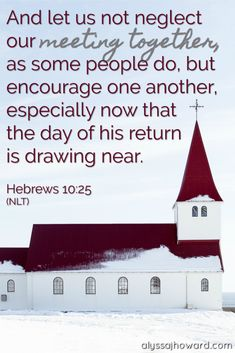 And let us not neglect
our meeting together,
as some people do, but
encourage one another,
especially now that
the day of his return
is drawing near.
Hebrews 10:25
(NLT)
alyssajhoward.com